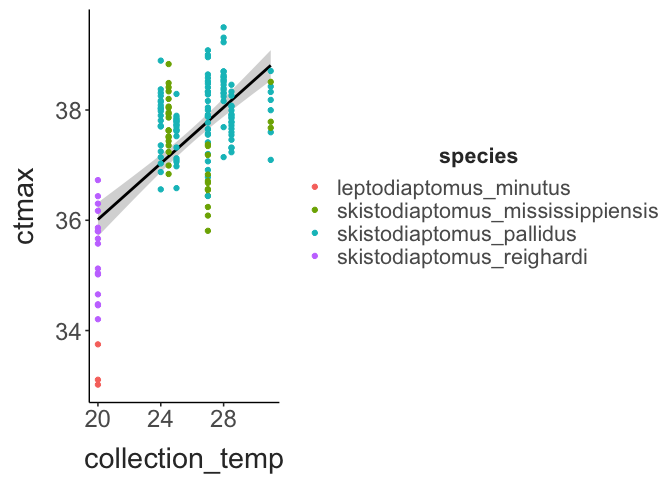 38
36
34
ctmax
20 24 28
collection_temp
species
leptodiaptomus_minutus
skistodiaptomus_mississippiensis
skistodiaptomus_pallidus
skistodiaptomus_reighardi